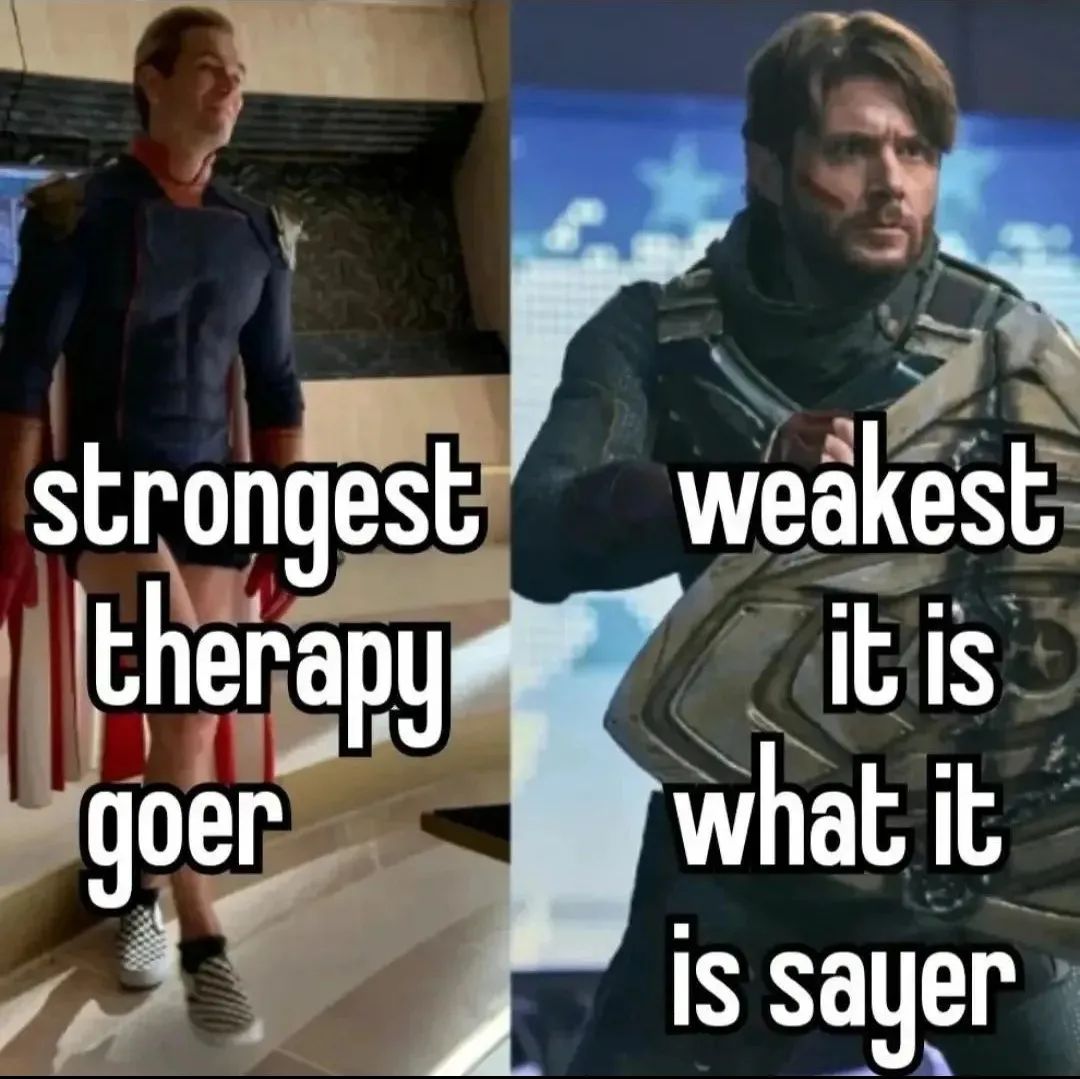 strongest
therapy
goer
weakest
it is
what it
is sayer